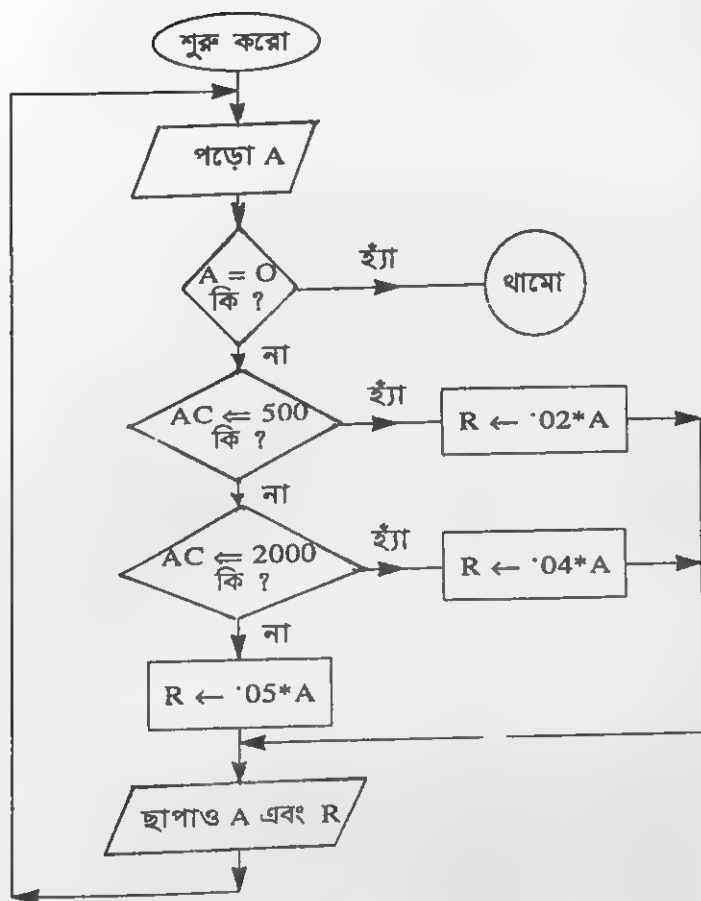 শুরু করো
পড়ো A
A = O
কি ?
হ্যাঁ
থামো
না
AC ⇐ 500
কি ?
হ্যাঁ
R ← ·02*A
না
AC ⇐ 2000
কি ?
হ্যাঁ
R ← ·04*A
না
R ← ·05*A
ছাপাও A এবং R